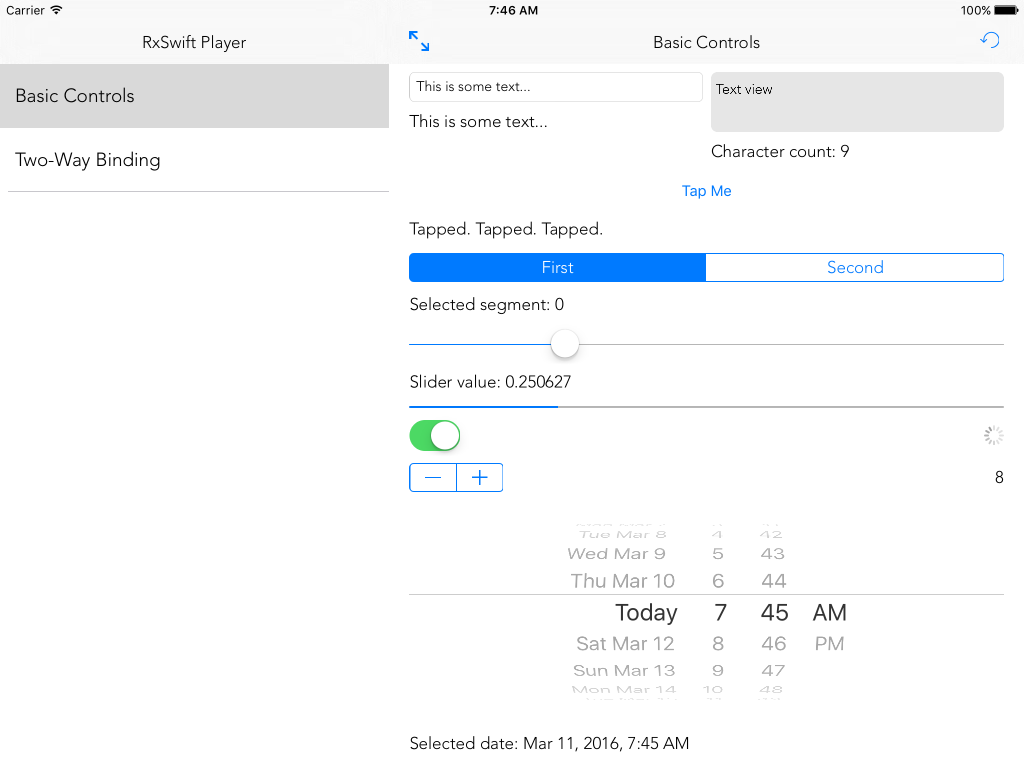 Carrier 7:46 AM 100%
RxSwift Player
Basic Controls
Two-Way Binding
Basic Controls
This is some text...
This is some text...
Text view
Character count: 9
Tap Me
Tapped. Tapped. Tapped.
First Second
Selected segment: 0
Slider value: 0.250627
8
Tue Mar 8 4 42
Wed Mar 9 5 43
Thu Mar 10 6 44
Today 7 45 AM
Sat Mar 12 8 46 PM
Sun Mar 13 9 47
Mon Mar 14 10 48
Selected date: Mar 11, 2016, 7:45 AM